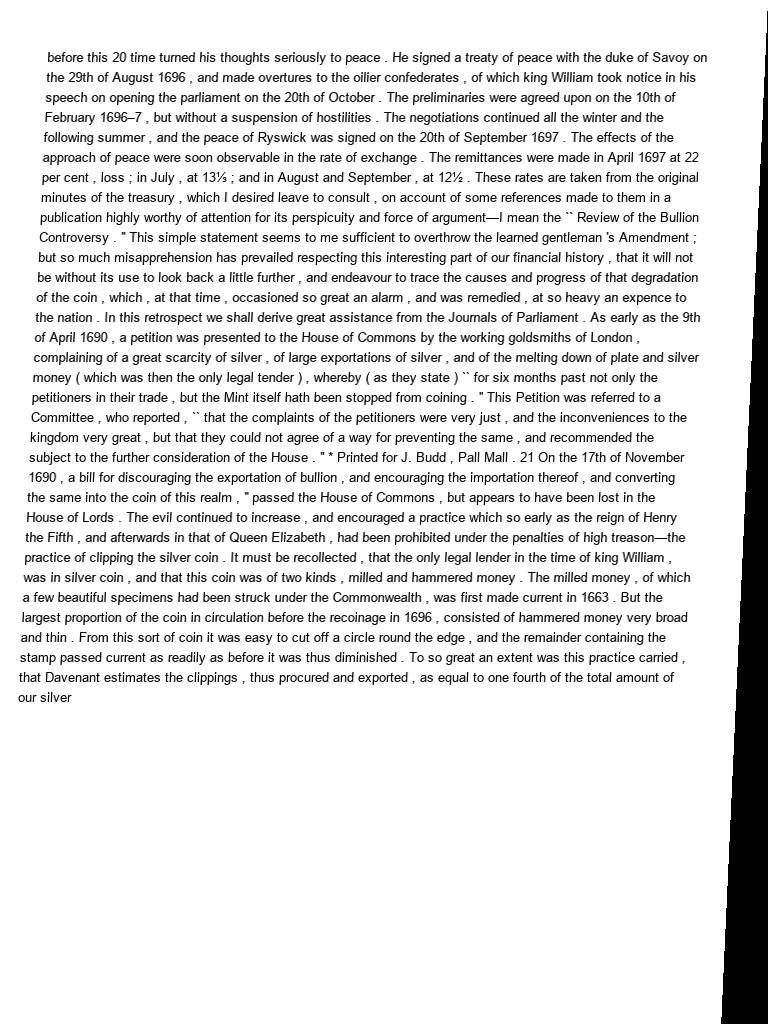 before this 20 time turned his thoughts seriously to peace . He signed a treaty of peace with the duke of Savoy on
the 29th of August 1696 , and made overtures to the oilier confederates , of which king William took notice in his
speech on opening the parliament on the 20th of October . The preliminaries were agreed upon on the 10th of
February 1696–7 , but without a suspension of hostilities . The negotiations continued all the winter and the
following summer , and the peace of Ryswick was signed on the 20th of September 1697 . The effects of the
approach of peace were soon observable in the rate of exchange . The remittances were made in April 1697 at 22
per cent , loss ; in July , at 13⅓ ; and in August and September , at 12½ . These rates are taken from the original
minutes of the treasury , which I desired leave to consult , on account of some references made to them in a
publication highly worthy of attention for its perspicuity and force of argument—I mean the `` Review of the Bullion
Controversy . " This simple statement seems to me sufficient to overthrow the learned gentleman 's Amendment ;
but so much misapprehension has prevailed respecting this interesting part of our financial history , that it will not
be without its use to look back a little further , and endeavour to trace the causes and progress of that degradation
of the coin , which , at that time , occasioned so great an alarm , and was remedied , at so heavy an expence to
the nation . In this retrospect we shall derive great assistance from the Journals of Parliament . As early as the 9th
of April 1690 , a petition was presented to the House of Commons by the working goldsmiths of London ,
complaining of a great scarcity of silver , of large exportations of silver , and of the melting down of plate and silver
money ( which was then the only legal tender ) , whereby ( as they state ) `` for six months past not only the
petitioners in their trade , but the Mint itself hath been stopped from coining . " This Petition was referred to a
Committee , who reported , `` that the complaints of the petitioners were very just , and the inconveniences to the
kingdom very great , but that they could not agree of a way for preventing the same , and recommended the
subject to the further consideration of the House . " * Printed for J. Budd , Pall Mall . 21 On the 17th of November
1690 , a bill for discouraging the exportation of bullion , and encouraging the importation thereof , and converting
the same into the coin of this realm , " passed the House of Commons , but appears to have been lost in the
House of Lords . The evil continued to increase , and encouraged a practice which so early as the reign of Henry
the Fifth , and afterwards in that of Queen Elizabeth , had been prohibited under the penalties of high treason—the
practice of clipping the silver coin . It must be recollected , that the only legal lender in the time of king William ,
was in silver coin , and that this coin was of two kinds , milled and hammered money . The milled money , of which
a few beautiful specimens had been struck under the Commonwealth , was first made current in 1663 . But the
largest proportion of the coin in circulation before the recoinage in 1696 , consisted of hammered money very broad
and thin . From this sort of coin it was easy to cut off a circle round the edge , and the remainder containing the
stamp passed current as readily as before it was thus diminished . To so great an extent was this practice carried ,
that Davenant estimates the clippings , thus procured and exported , as equal to one fourth of the total amount of
our silver